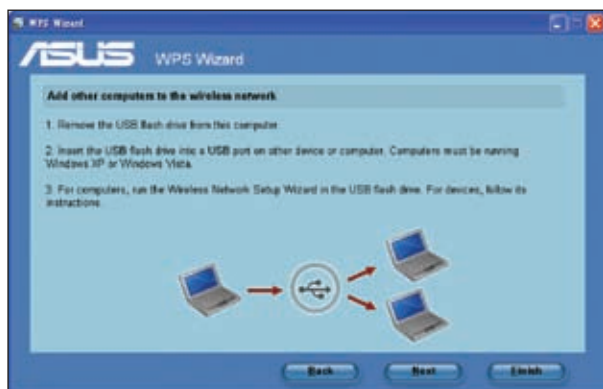 WPS Wizard
ASUS WPS Wizard
Add other computers to the wireless network
1. Remove the USB flash drive from this computer
2. Insert the USB flash drive into a USB port on other device or computer. Computers must be running
Windows XP or Windows Vista.
3. For computers, run the Wireless Network Setup Wizard in the USB flash drive. For devices, follow its
instructions.
Back Next Finish